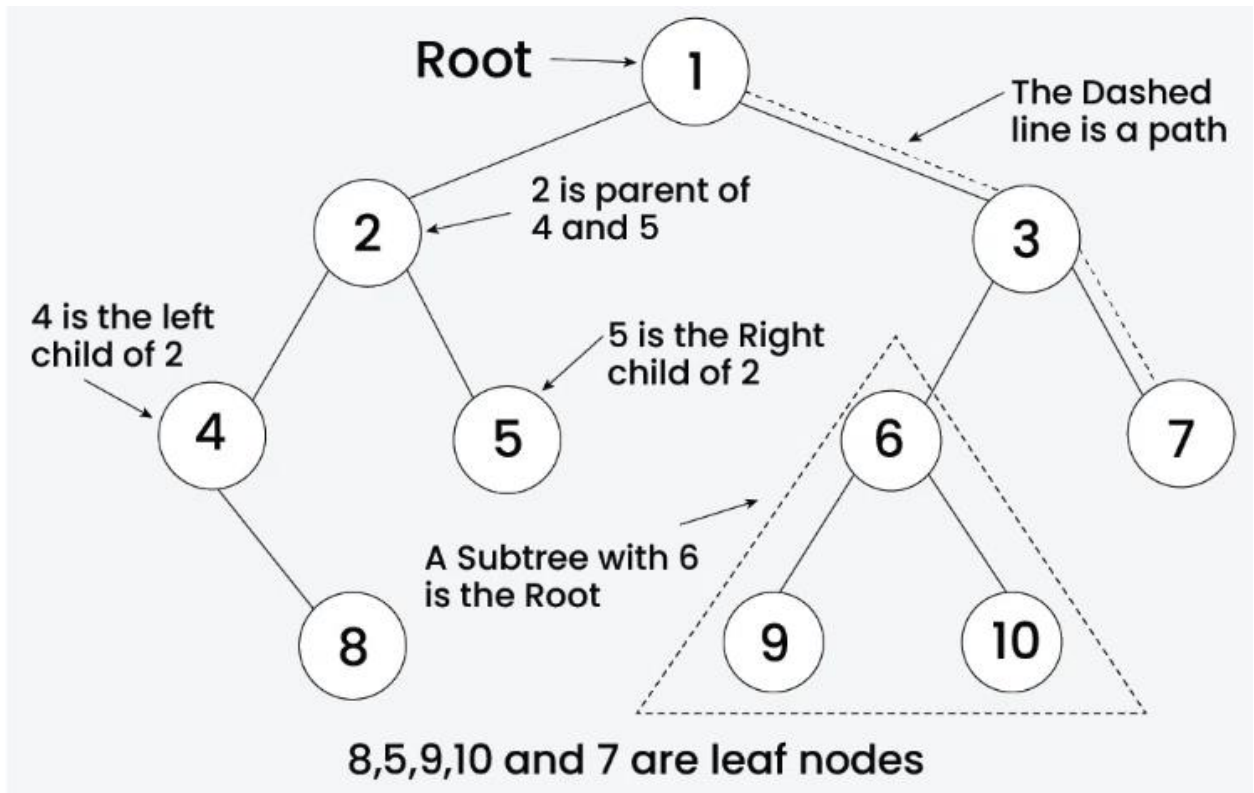 Root
1
The Dashed
line is a path
2 is parent of
4 and 5
2
3
4 is the left
child of 2
5 is the Right
child of 2
4
5
6
7
A Subtree with 6
is the Root
8
9
10
8,5,9,10 and 7 are leaf nodes